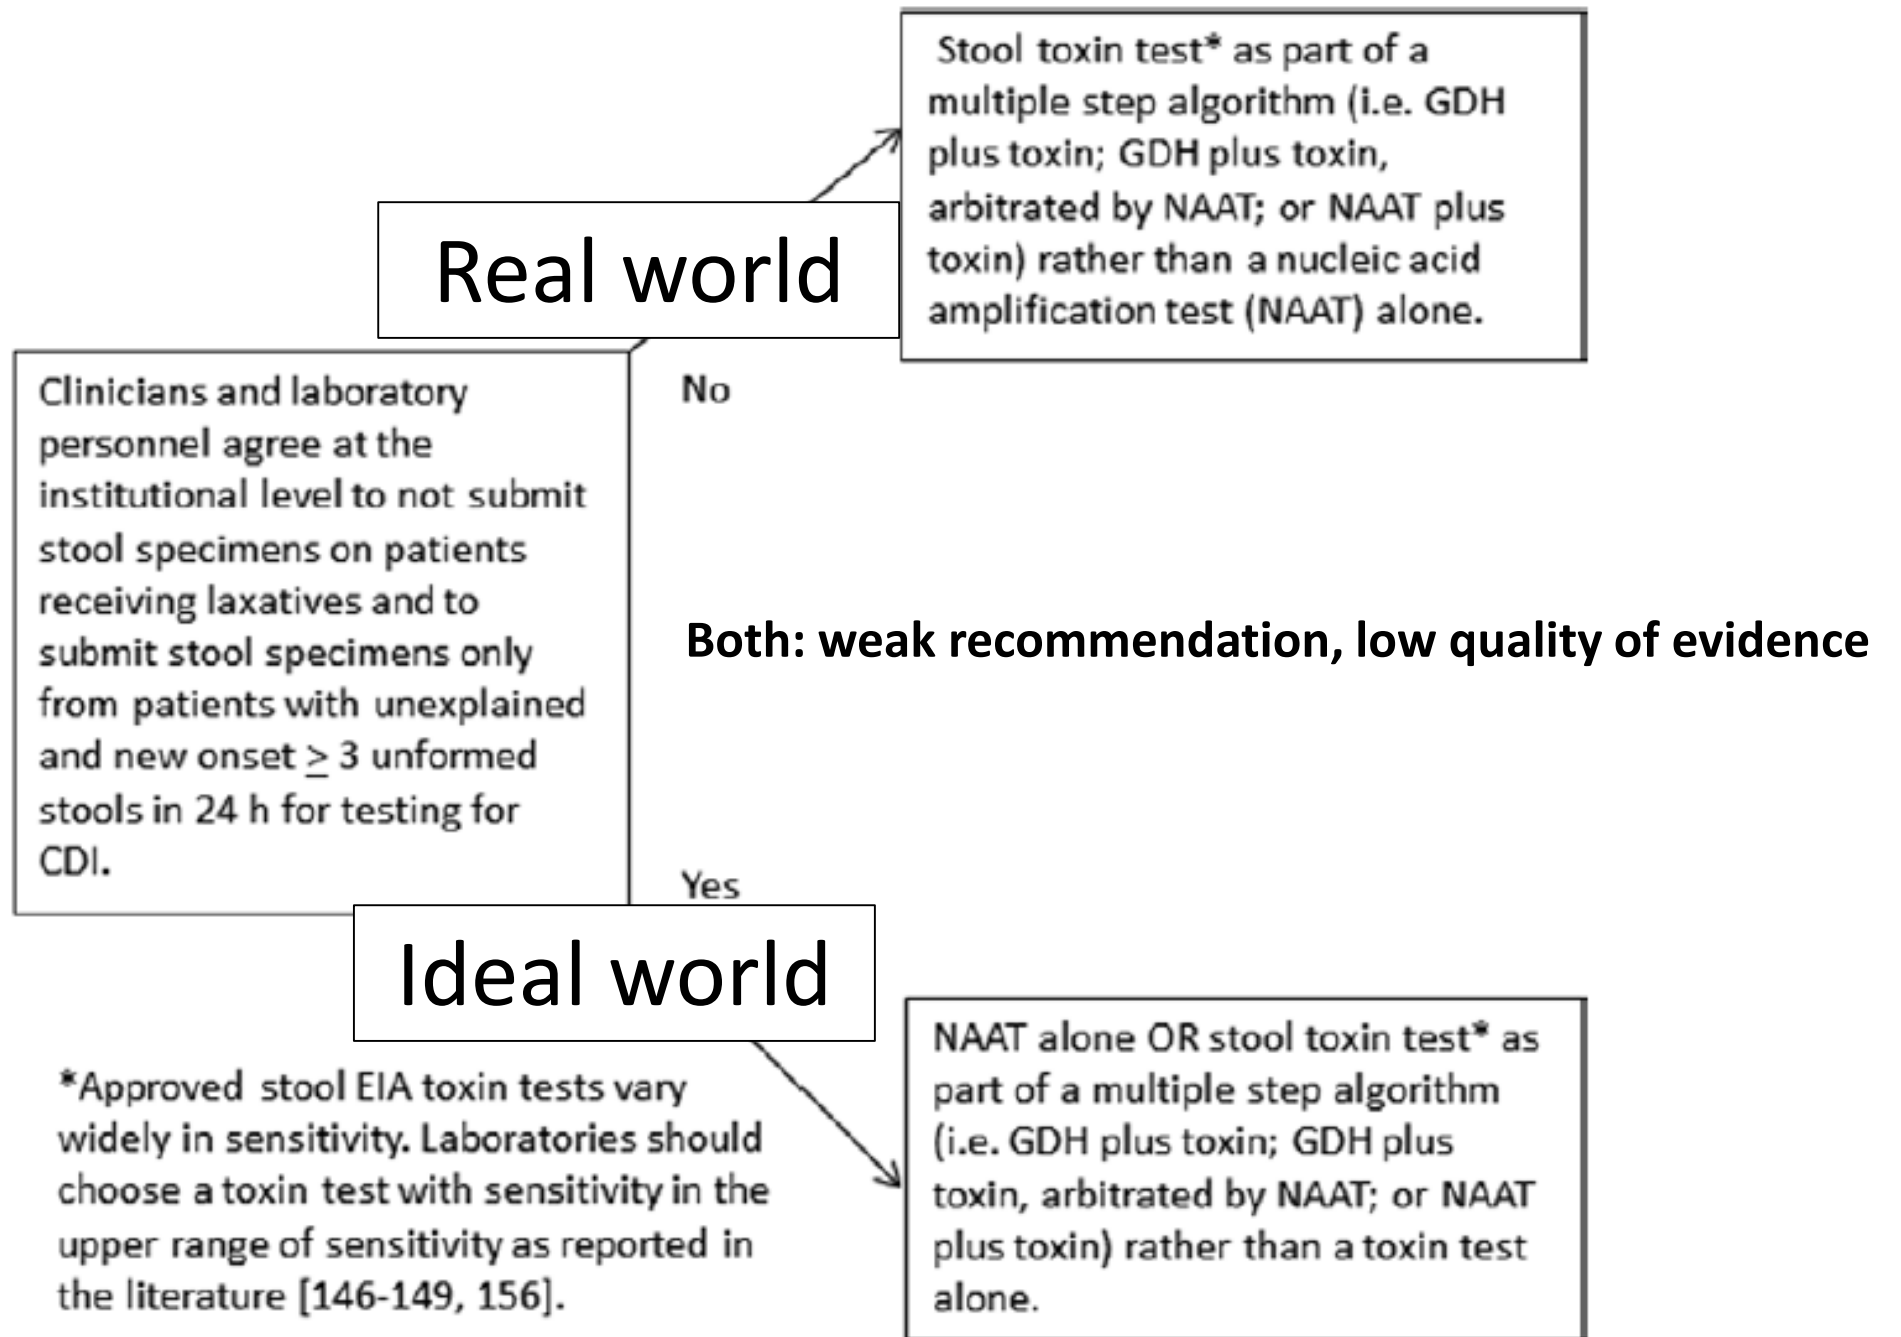 Stool toxin test* as part of a
multiple step algorithm (i.e. GDH
plus toxin; GDH plus toxin,
arbitrated by NAAT; or NAAT plus
toxin) rather than a nucleic acid
amplification test (NAAT) alone.
Real world
No
Clinicians and laboratory
personnel agree at the
institutional level to not submit
stool specimens on patients
receiving laxatives and to
submit stool specimens only
from patients with unexplained
and new onset ≥ 3 unformed
stools in 24 h for testing for
CDI.
Both: weak recommendation, low quality of evidence
Yes
Ideal world
NAAT alone OR stool toxin test* as
part of a multiple step algorithm
(i.e. GDH plus toxin; GDH plus
toxin, arbitrated by NAAT; or NAAT
plus toxin) rather than a toxin test
alone.
*Approved stool EIA toxin tests vary
widely in sensitivity. Laboratories should
choose a toxin test with sensitivity in the
upper range of sensitivity as reported in
the literature [146-149, 156].